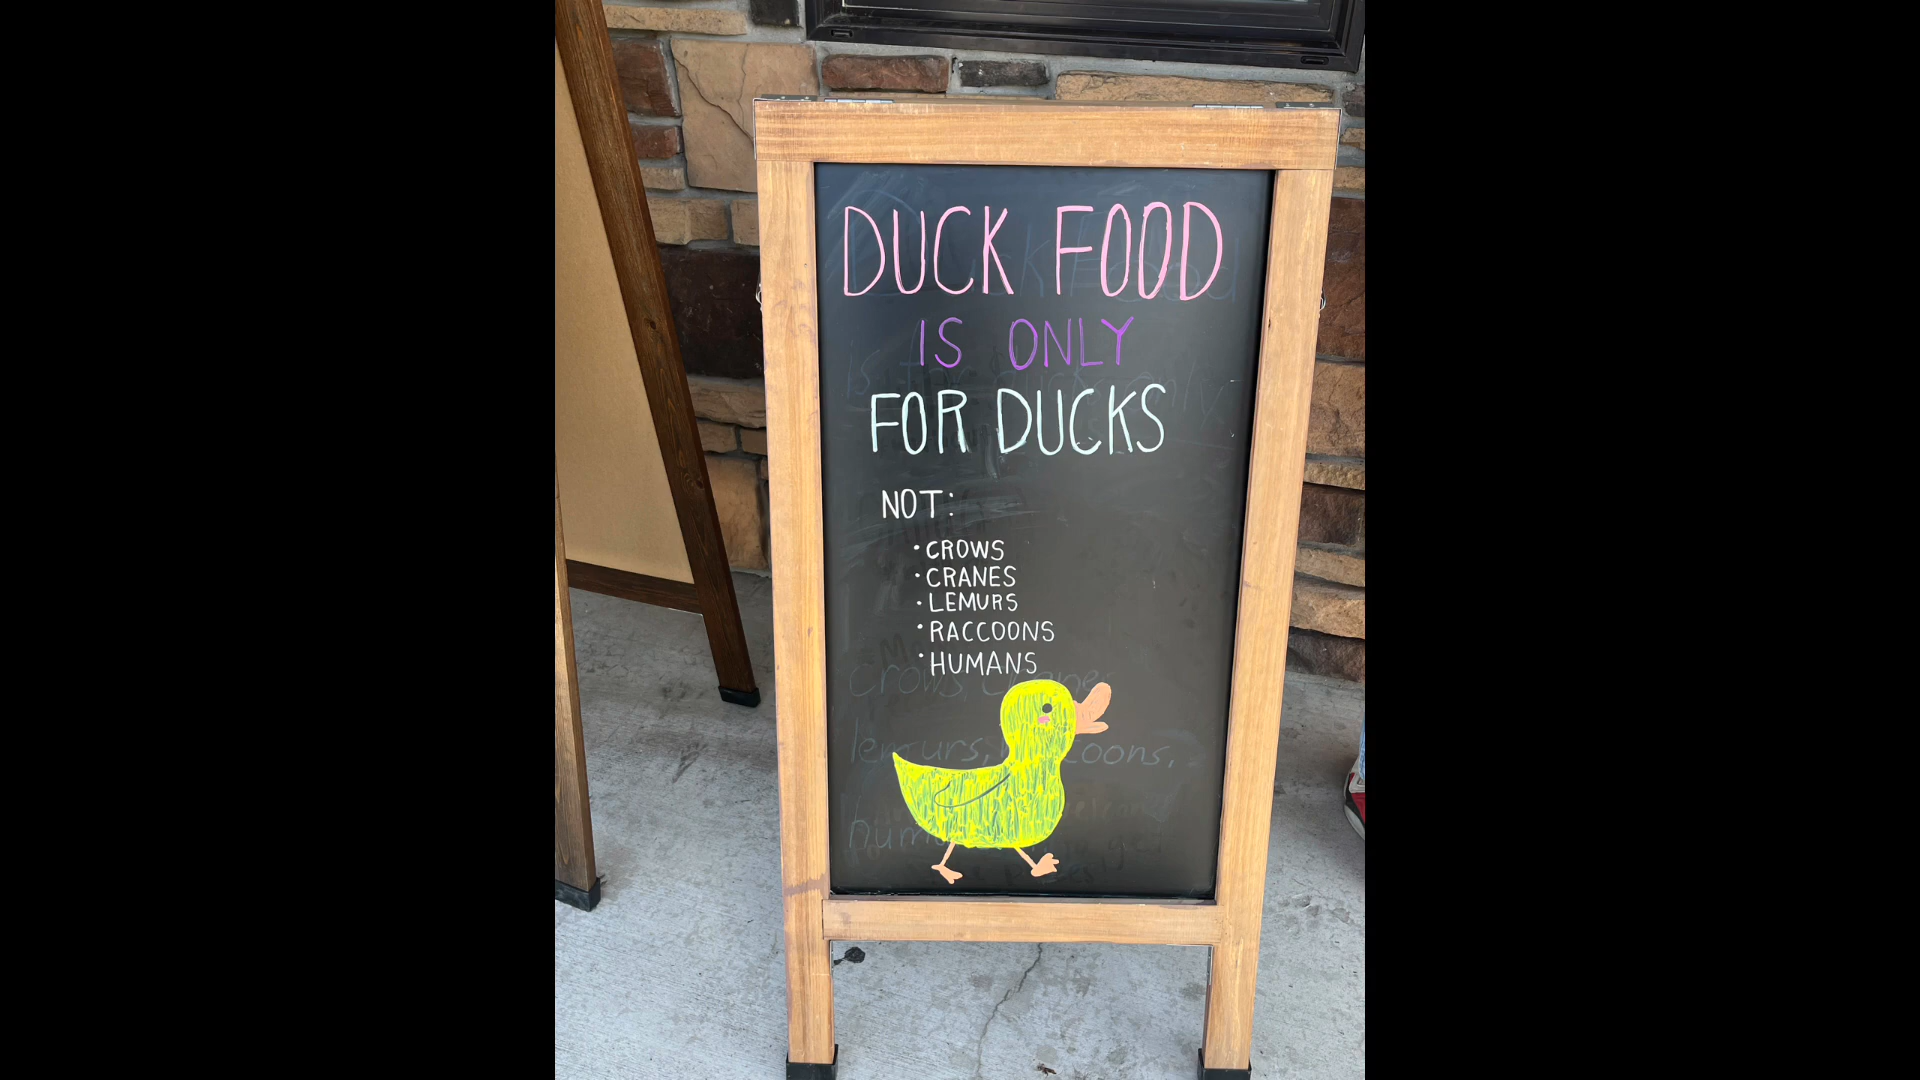 DUCK FOOD
IS ONLY
FOR DUCKS
NOT:
• CROWS
• CRANES
• LEMURS
• RACCOONS
• HUMANS